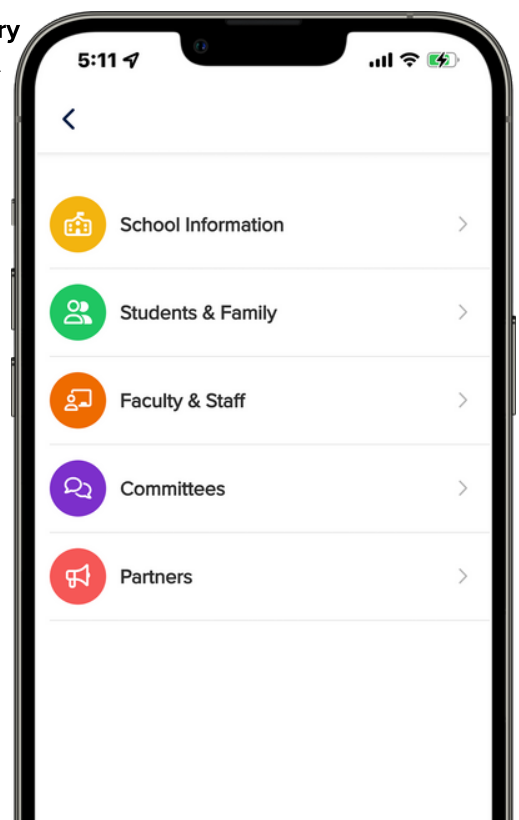 ry
5:11
School Information
Students & Family
Faculty & Staff
Committees
Partners